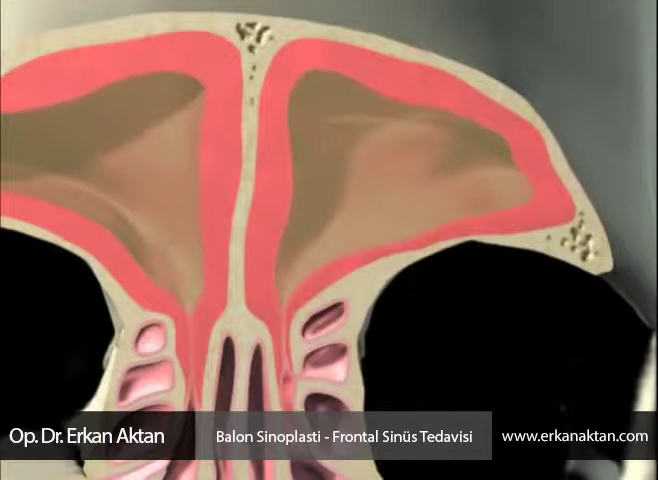 Op. Dr. Erkan Aktan
Balon Sinoplasti - Frontal Sinüs Tedavisi
www.erkanaktan.com